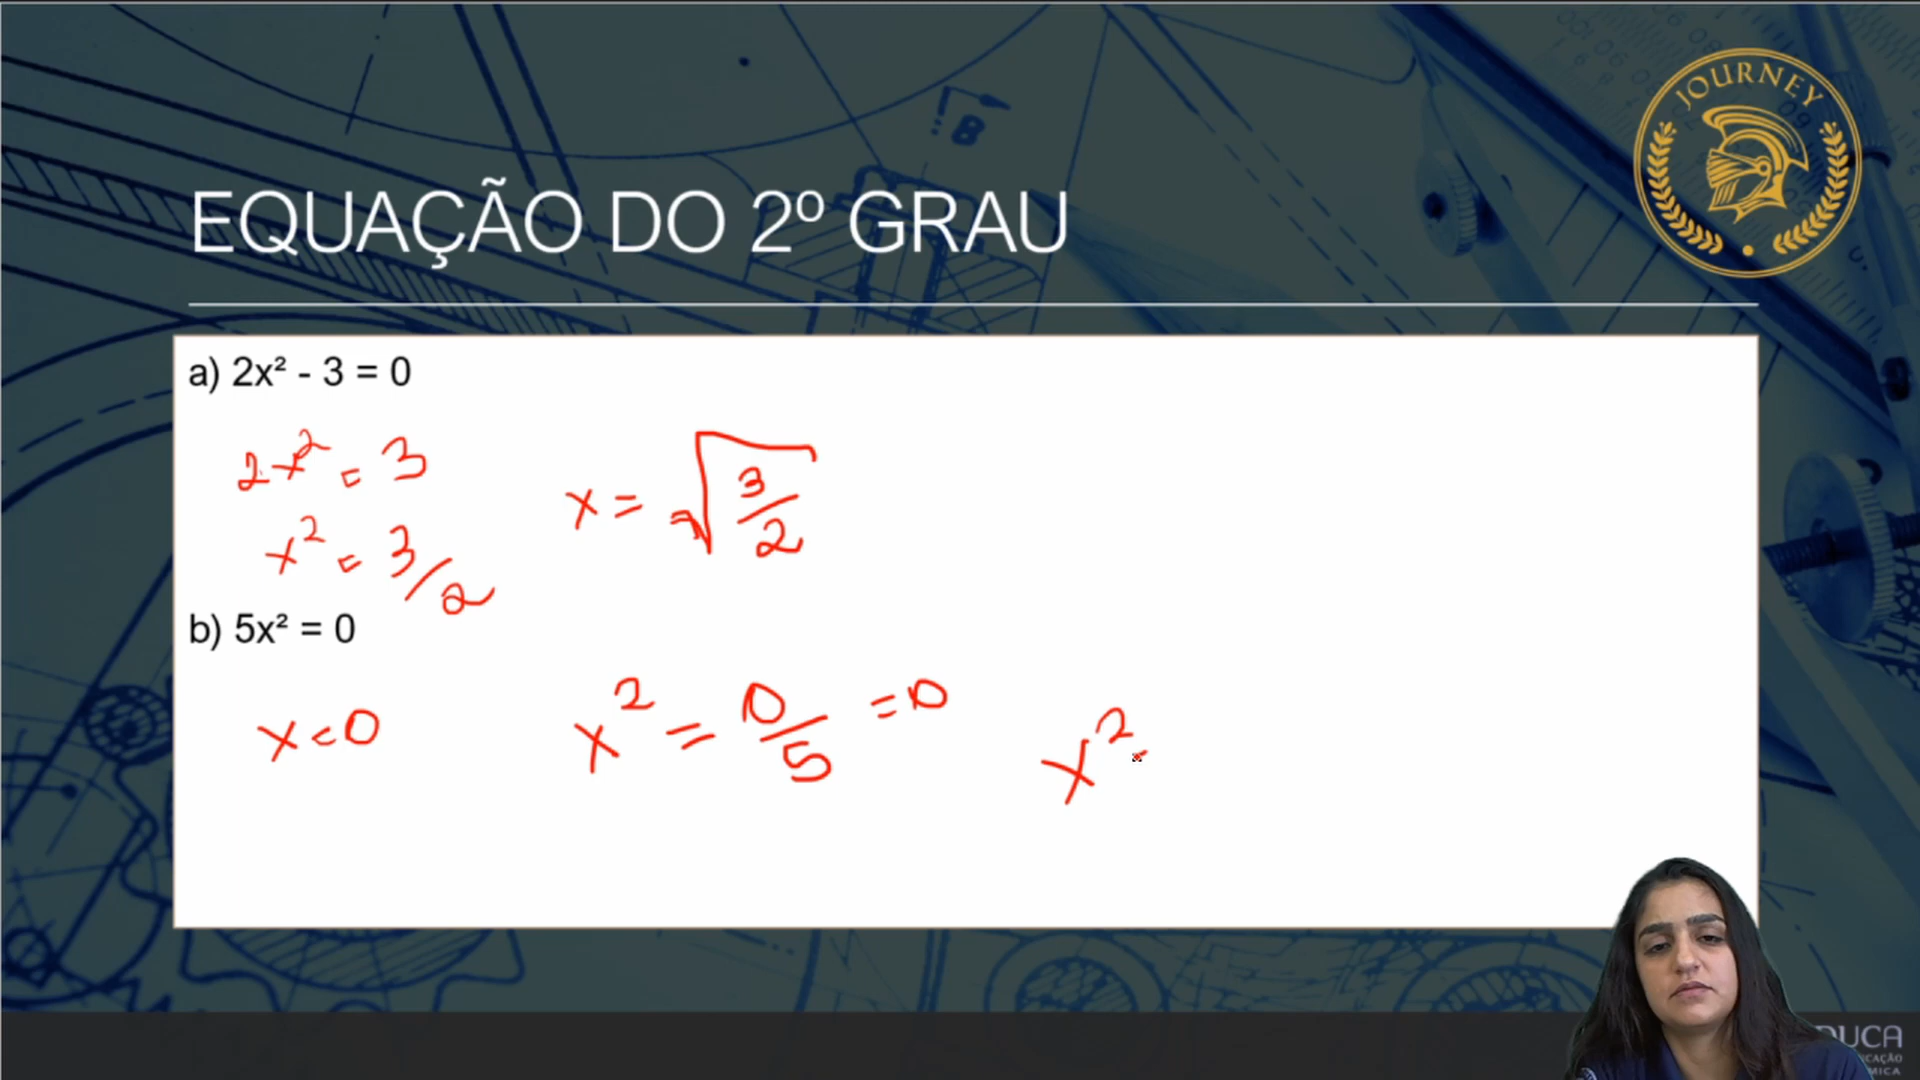 JOURNEY
!B
EQUAÇÃO DO 2º GRAU
a) 2x² - 3 = 0
2x² = 3
x² = 3/2
x = √3/2
b) 5x² = 0
x = 0
x² = 0/5 = 0
x²